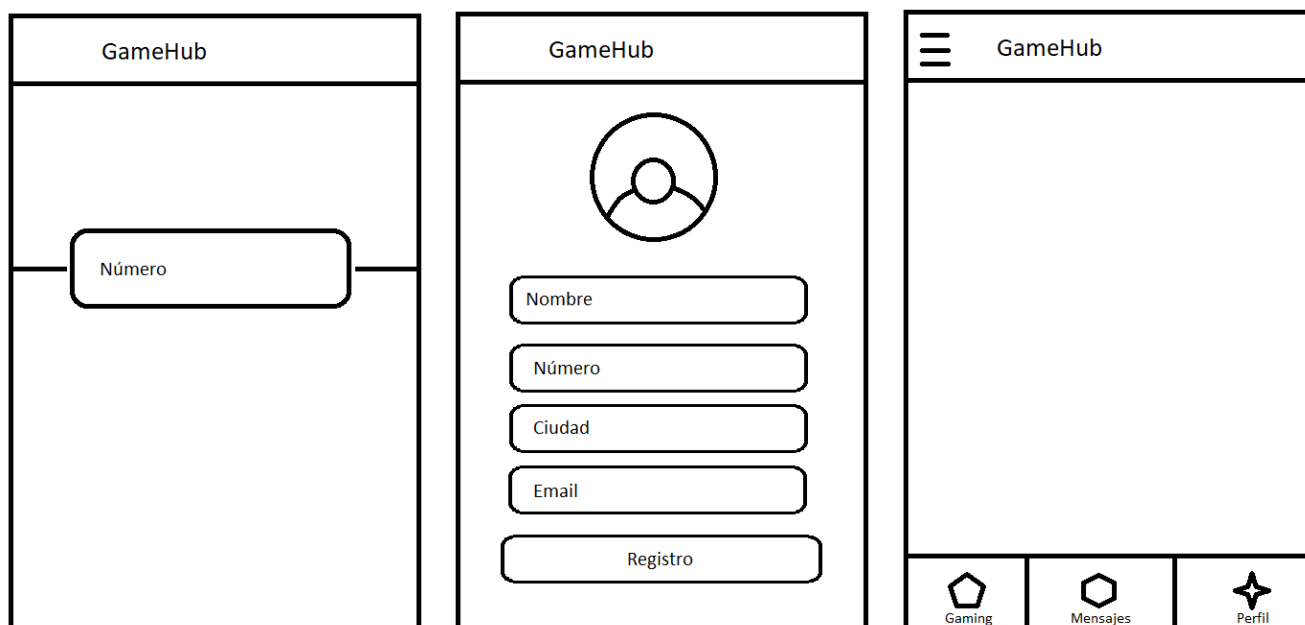 GameHub
Número
GameHub
Nombre
Número
Ciudad
Email
Registro
GameHub
Gaming
Mensajes
Perfil